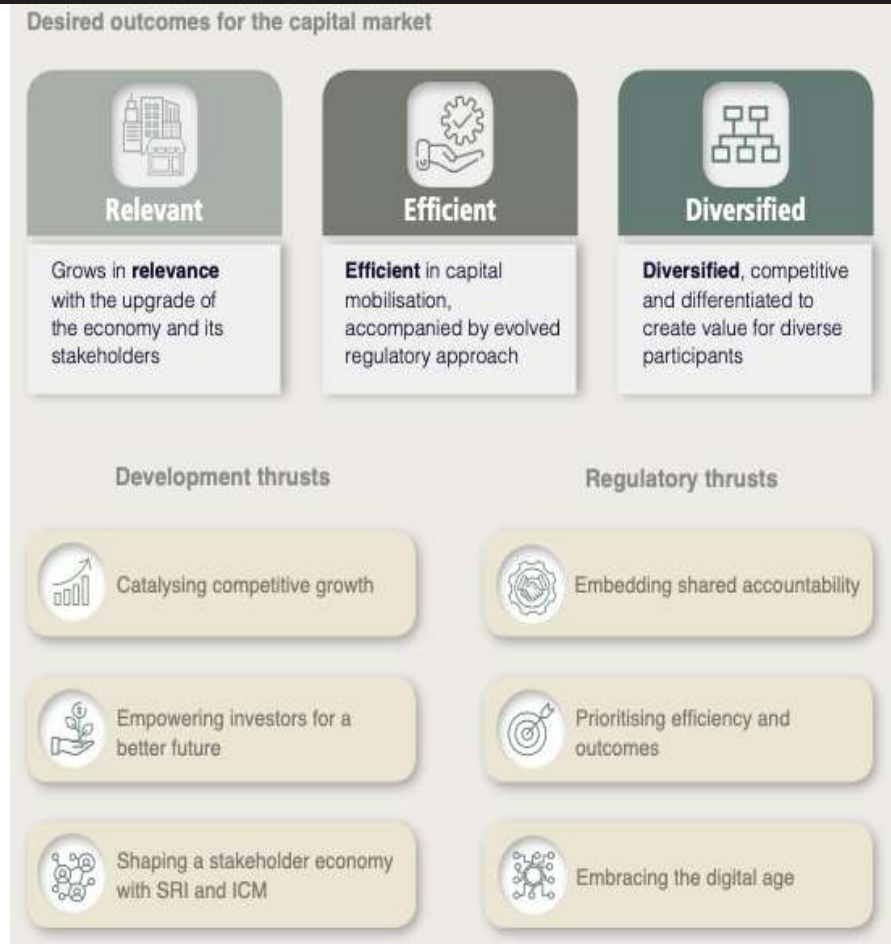 Desired outcomes for the capital market
Relevant
Grows in relevance
with the upgrade of
the economy and its
stakeholders
Efficient
Efficient in capital
mobilisation,
accompanied by evolved
regulatory approach
Diversified
Diversified, competitive
and differentiated to
create value for diverse
participants
Development thrusts
Catalysing competitive growth
Empowering investors for a
better future
Shaping a stakeholder economy
with SRI and ICM
Regulatory thrusts
Embedding shared accountability
Prioritising efficiency and
outcomes
Embracing the digital age